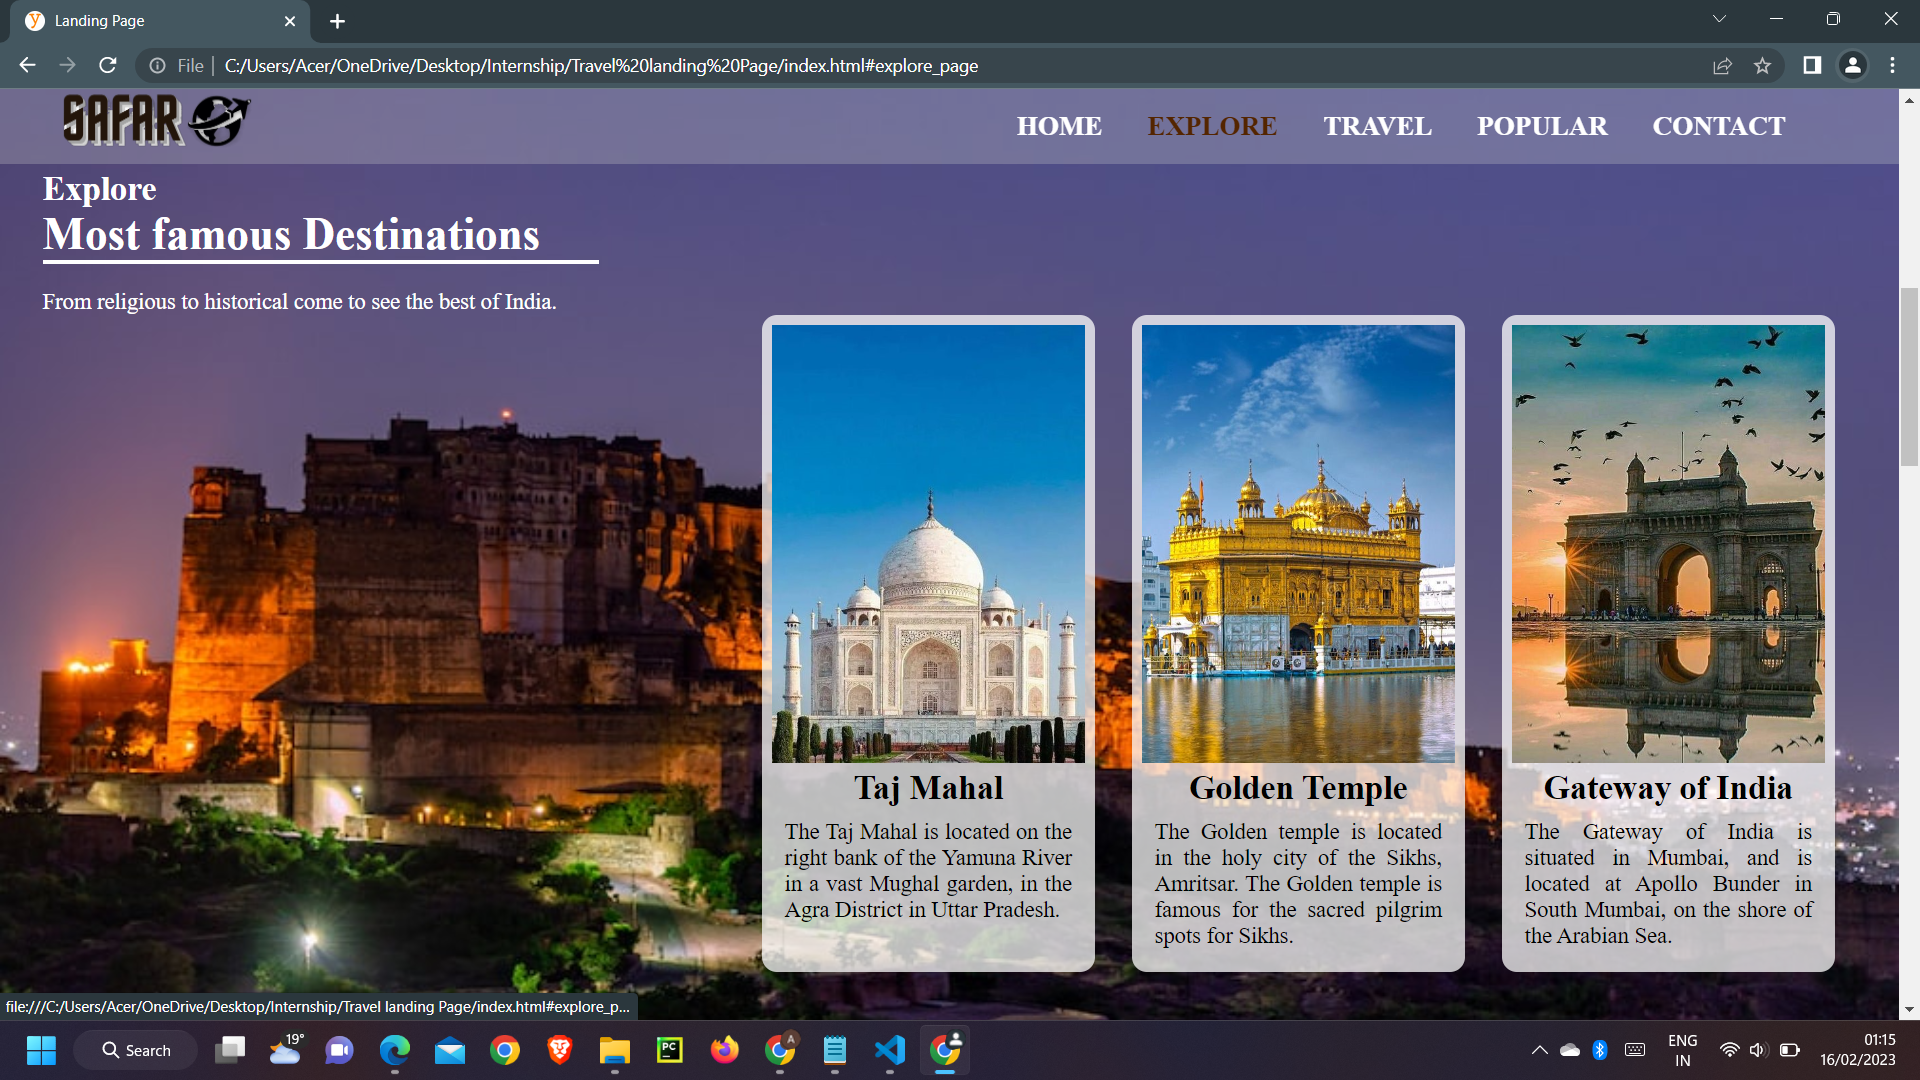 Landing Page
File
C:/Users/Acer/OneDrive/Desktop/Internship/Travel%20landing%20Page/index.html#explore_page
SAFAR
HOME EXPLORE TRAVEL POPULAR CONTACT
Explore
Most famous Destinations
From religious to historical come to see the best of India.
Taj Mahal
The Taj Mahal is located on the
right bank of the Yamuna River
in a vast Mughal garden, in the
Agra District in Uttar Pradesh.
Golden Temple
The Golden temple is located
in the holy city of the Sikhs,
Amritsar. The Golden temple is
famous for the sacred pilgrim
spots for Sikhs.
Gateway of India
The Gateway of India is
situated in Mumbai, and is
located at Apollo Bunder in
South Mumbai, on the shore of
the Arabian Sea.
file:///C:/Users/Acer/OneDrive/Desktop/Internship/Travel landing Page/index.html#explore_p...
Search
19°
PC
A
ENG
IN
01:15
16/02/2023